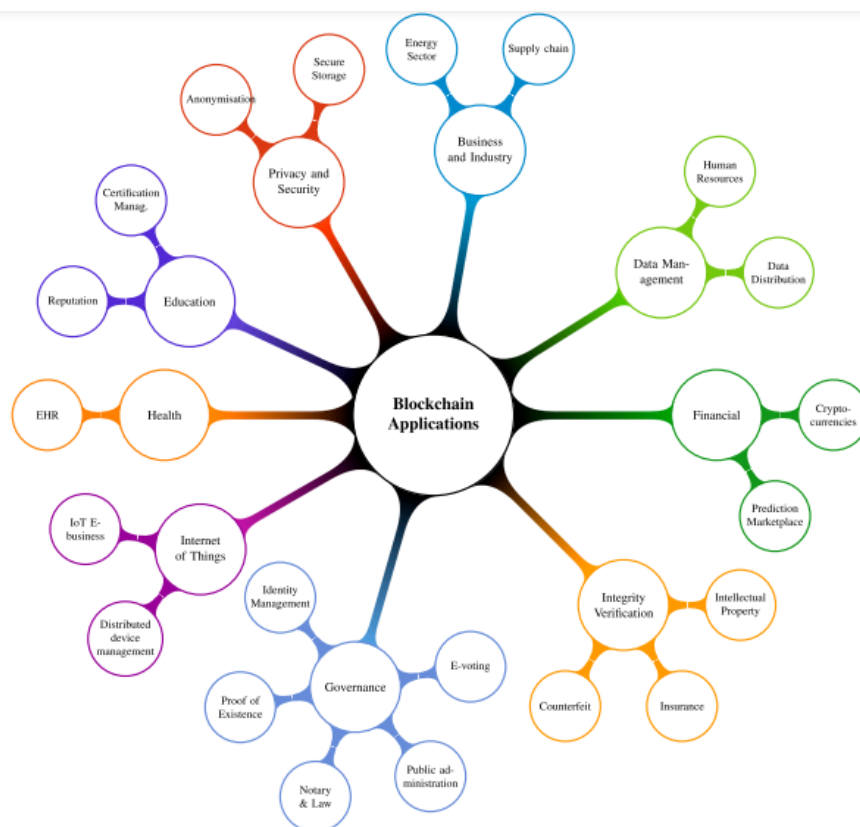 Blockchain
Applications
Business
and Industry
Energy
Sector
Supply chain
Data Man-
agement
Human
Resources
Data
Distribution
Financial
Crypto-
currencies
Prediction
Marketplace
Integrity
Verification
Intellectual
Property
Insurance
Counterfeit
Governance
E-voting
Public ad-
ministration
Notary
& Law
Proof of
Existence
Identity
Management
Internet
of Things
Distributed
device
management
IoT E-
business
Health
EHR
Education
Reputation
Certification
Manag.
Privacy and
Security
Anonymisation
Secure
Storage